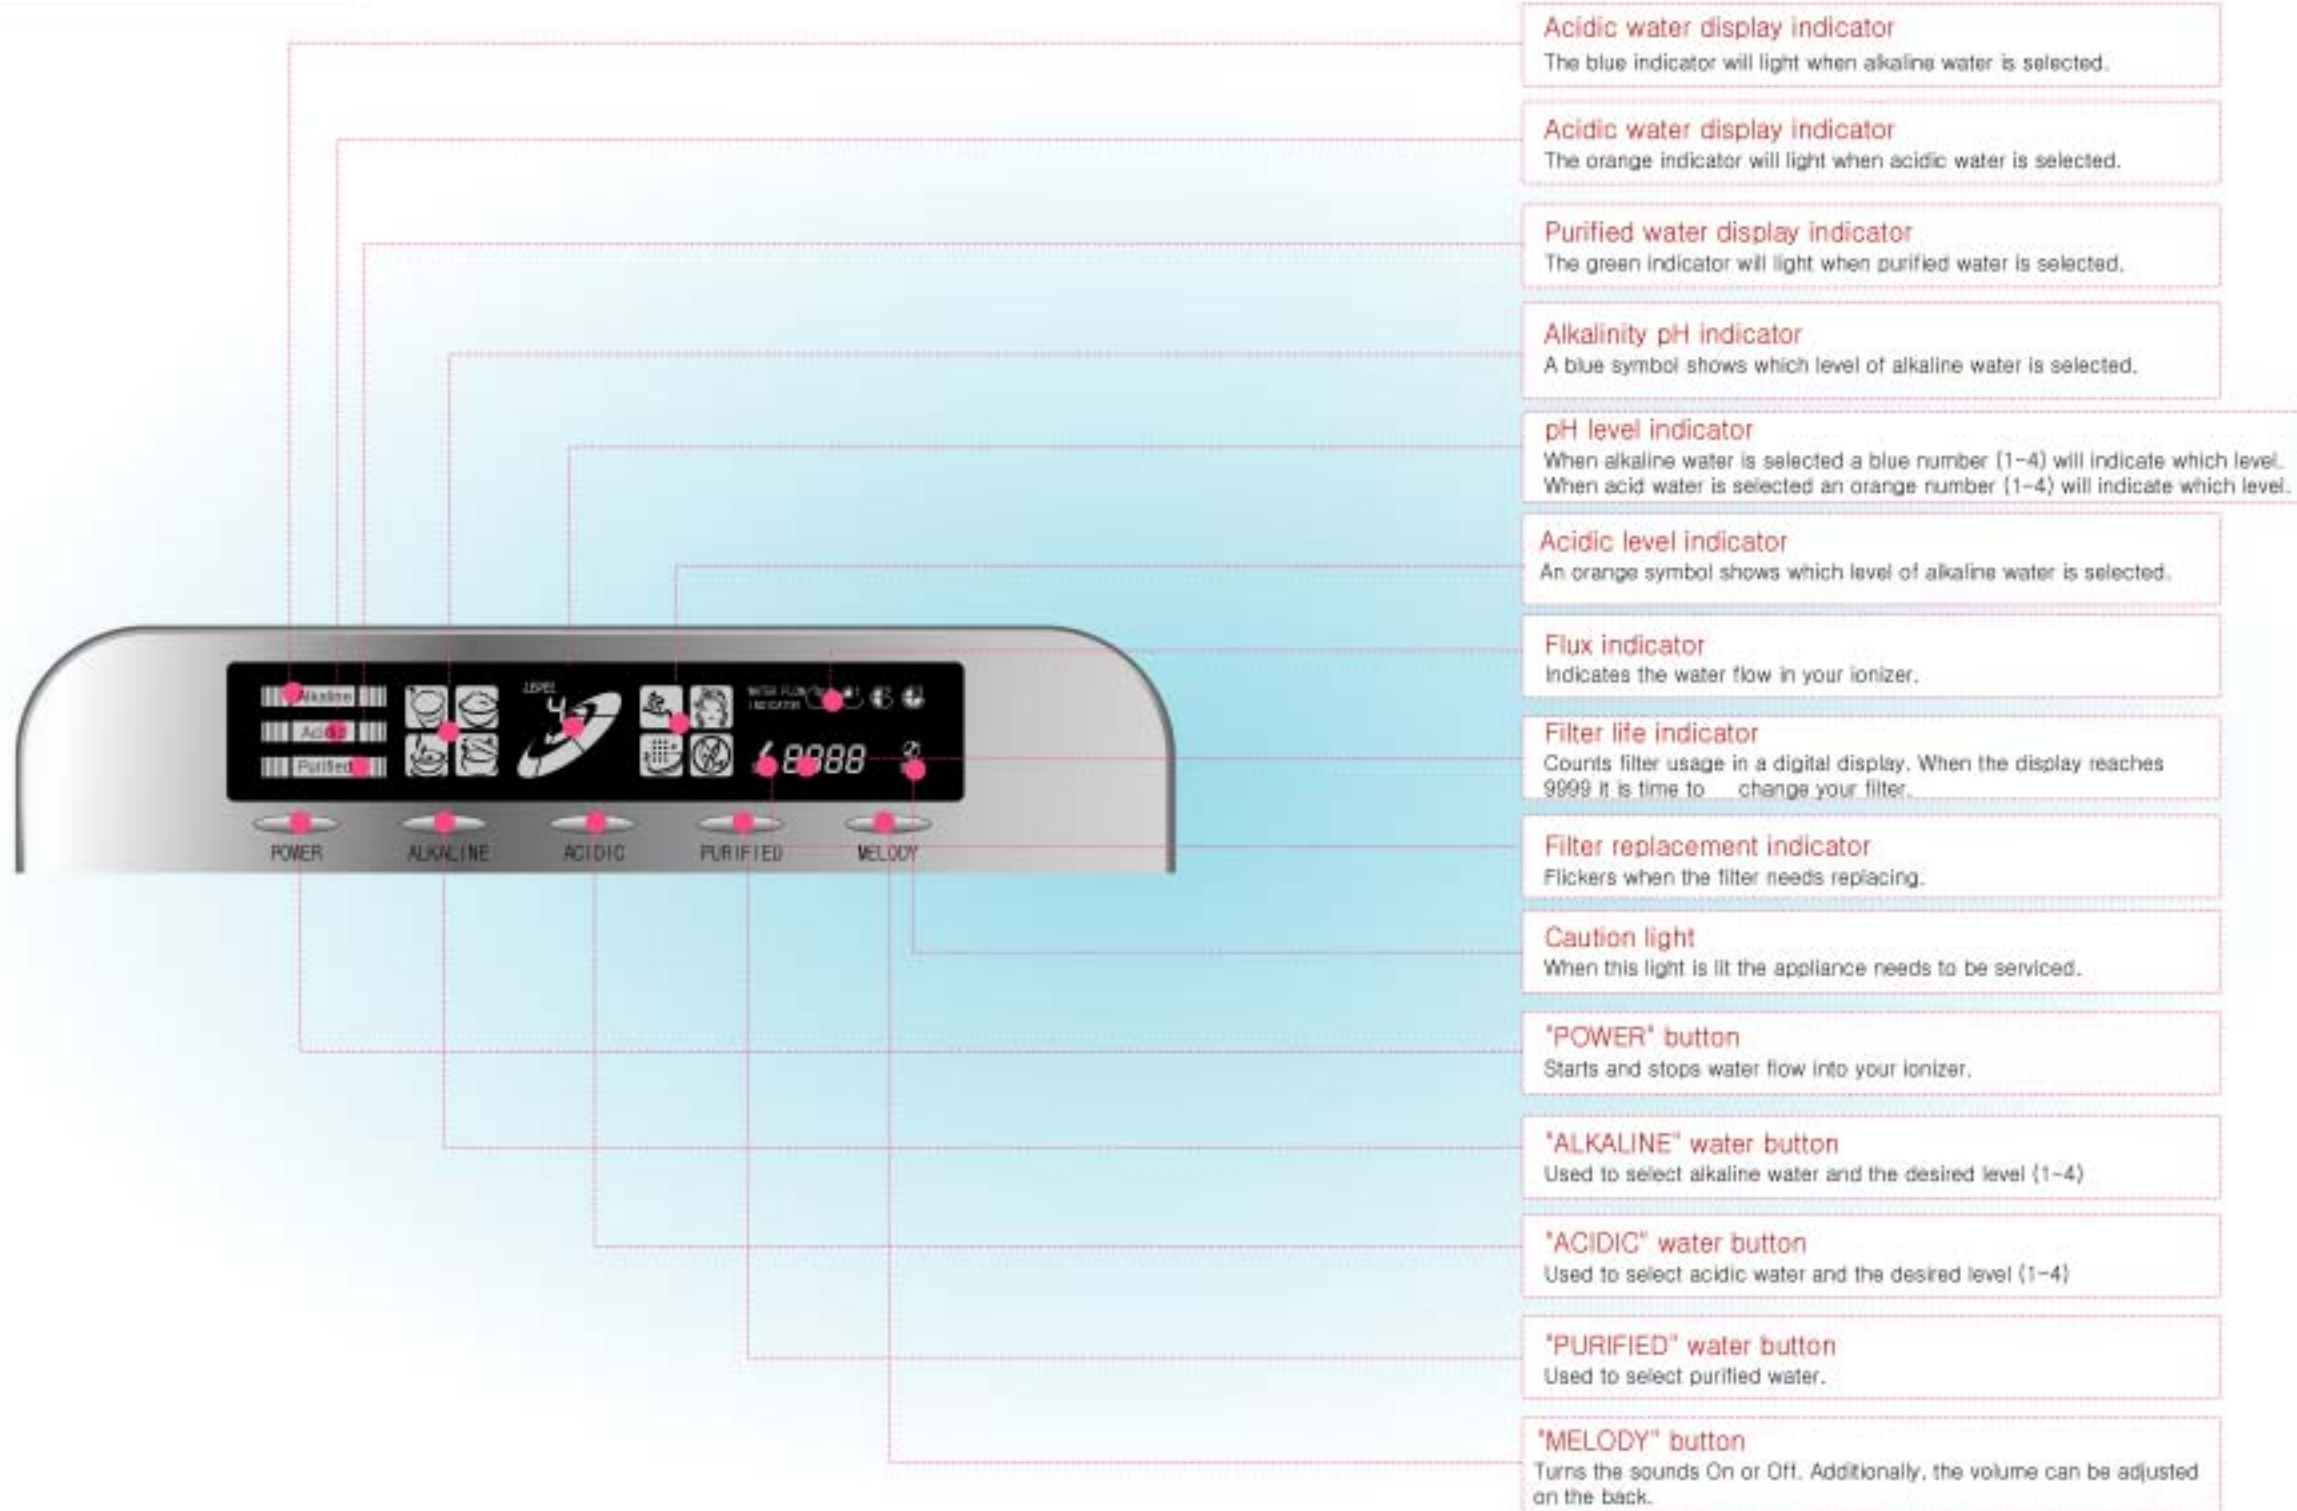 Acidic water display indicator
The blue indicator will light when alkaline water is selected.
Acidic water display indicator
The orange indicator will light when acidic water is selected.
Purified water display indicator
The green indicator will light when purified water is selected.
Alkalinity pH indicator
A blue symbol shows which level of alkaline water is selected.
pH level indicator
When alkaline water is selected a blue number (1-4) will indicate which level.
When acid water is selected an orange number (1-4) will indicate which level.
Acidic level indicator
An orange symbol shows which level of alkaline water is selected.
Flux indicator
Indicates the water flow in your ionizer.
Filter life indicator
Counts filter usage in a digital display. When the display reaches
9999 it is time to change your filter.
Filter replacement indicator
Flickers when the filter needs replacing.
Caution light
When this light is lit the appliance needs to be serviced.
"POWER" button
Starts and stops water flow into your ionizer.
"ALKALINE" water button
Used to select alkaline water and the desired level (1-4)
"ACIDIC" water button
Used to select acidic water and the desired level (1-4)
"PURIFIED" water button
Used to select purified water.
"MELODY" button
Turns the sounds On or Off. Additionally, the volume can be adjusted
on the back.
Alkaline
Acidic
Purified
LEVEL
4
WATER FLOW
INDICATOR
8888
POWER ALKALINE ACIDIC PURIFIED MELODY